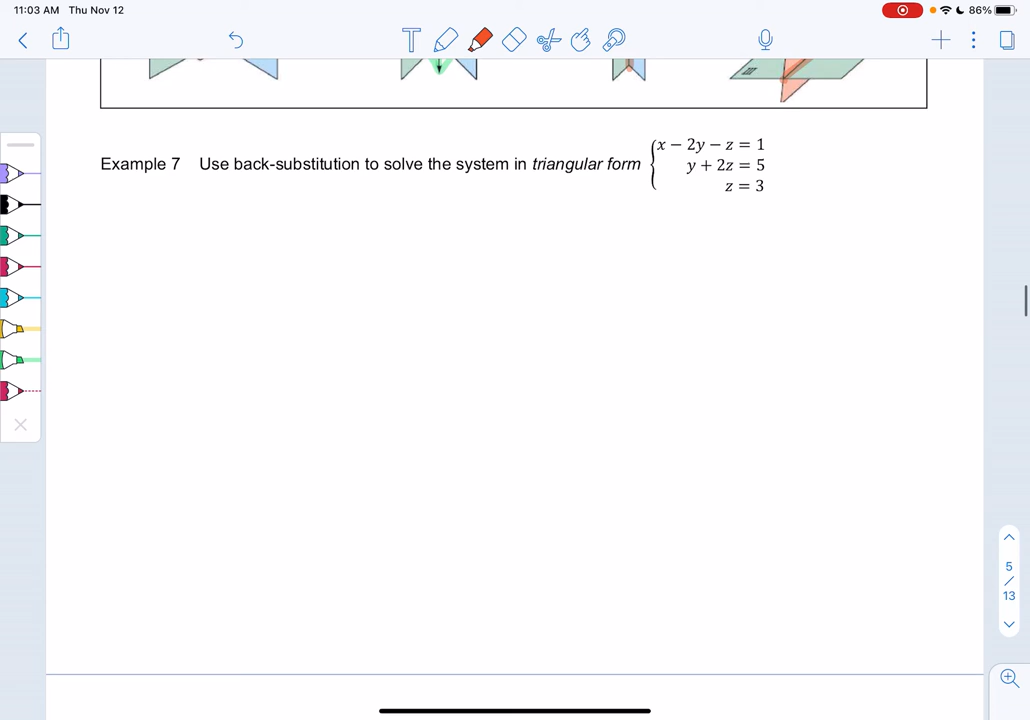 11:03 AM Thu Nov 12
86%
T
Example 7 Use back-substitution to solve the system in triangular form
x − 2y − z = 1
y + 2z = 5
z = 3
5
/
13